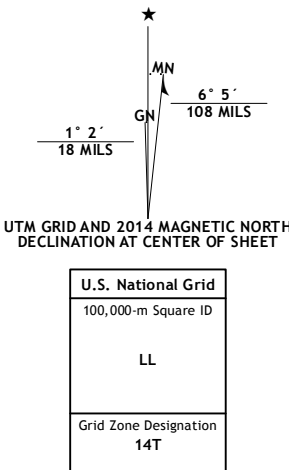 ★
MN
GN
6° 5´
108 MILS
1° 2´
18 MILS
UTM GRID AND 2014 MAGNETIC NORTH
DECLINATION AT CENTER OF SHEET
U.S. National Grid
100,000-m Square ID
LL
Grid Zone Designation
14T